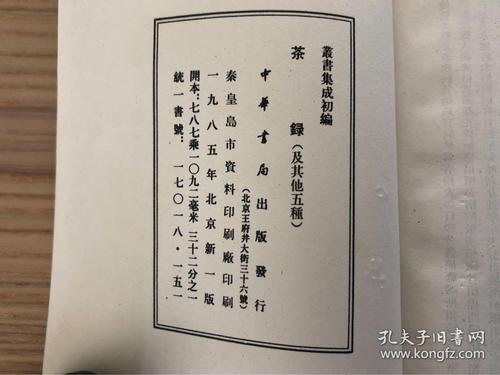 叢書集成初編
茶録(及其他五種)
中華書局出版發行
(北京王府井大街三十六號)
秦皇島市資料印刷廠印刷
一九八五年北京新一版
開本:七八七乘一〇九二毫米 三十二分之一
統一書號: 一七〇一八·一五一
孔夫子旧书网
www.kongfz.com